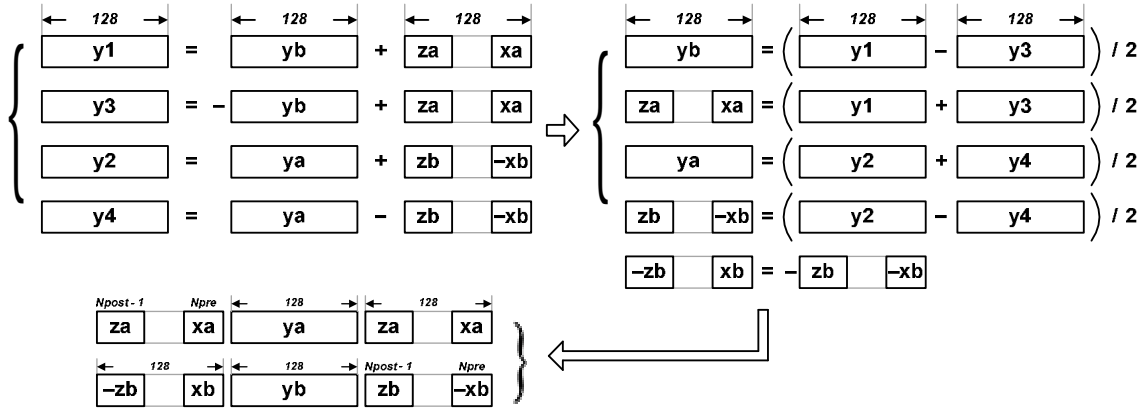 128 128 128 128 128 128
y1 = yb + za xa yb = ( y1 – y3 ) / 2
y3 = – yb + za xa za xa = ( y1 + y3 ) / 2
y2 = ya + zb –xb ya = ( y2 + y4 ) / 2
y4 = ya – zb –xb zb –xb = ( y2 – y4 ) / 2
–zb xb = – zb –xb
Npost - 1 Npre 128 128
za xa ya za xa
128 128 Npost - 1 Npre
–zb xb yb zb –xb